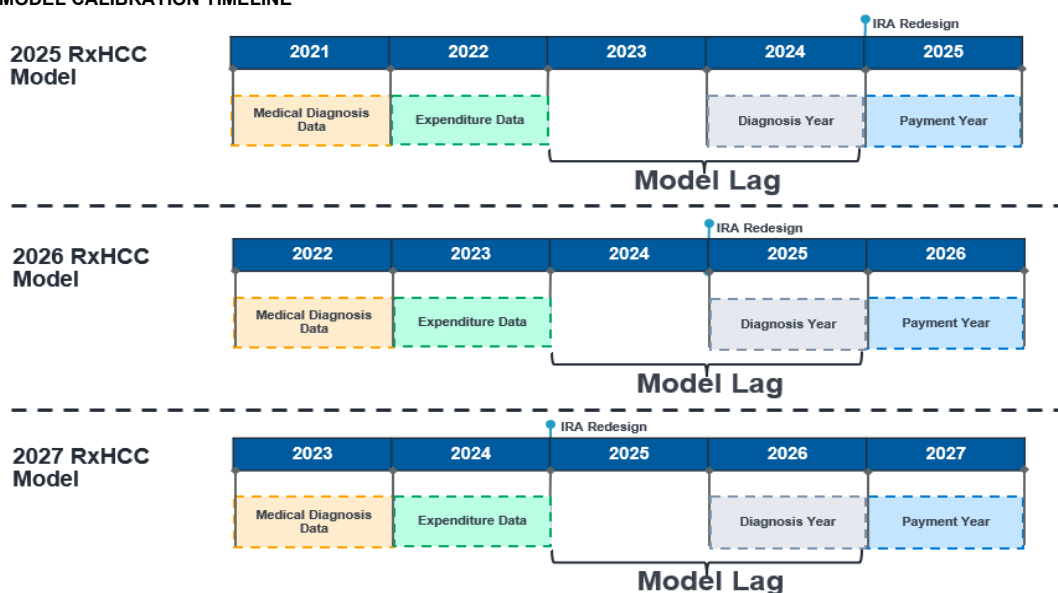 MODEL CALIBRATION TIMELINE
IRA Redesign
2025 RxHCC
Model
2021 2022 2023 2024 2025
Medical Diagnosis
Data
Expenditure Data
Diagnosis Year
Payment Year
Model Lag
IRA Redesign
2026 RxHCC
Model
2022 2023 2024 2025 2026
Medical Diagnosis
Data
Expenditure Data
Diagnosis Year
Payment Year
Model Lag
IRA Redesign
2027 RxHCC
Model
2023 2024 2025 2026 2027
Medical Diagnosis
Data
Expenditure Data
Diagnosis Year
Payment Year
Model Lag